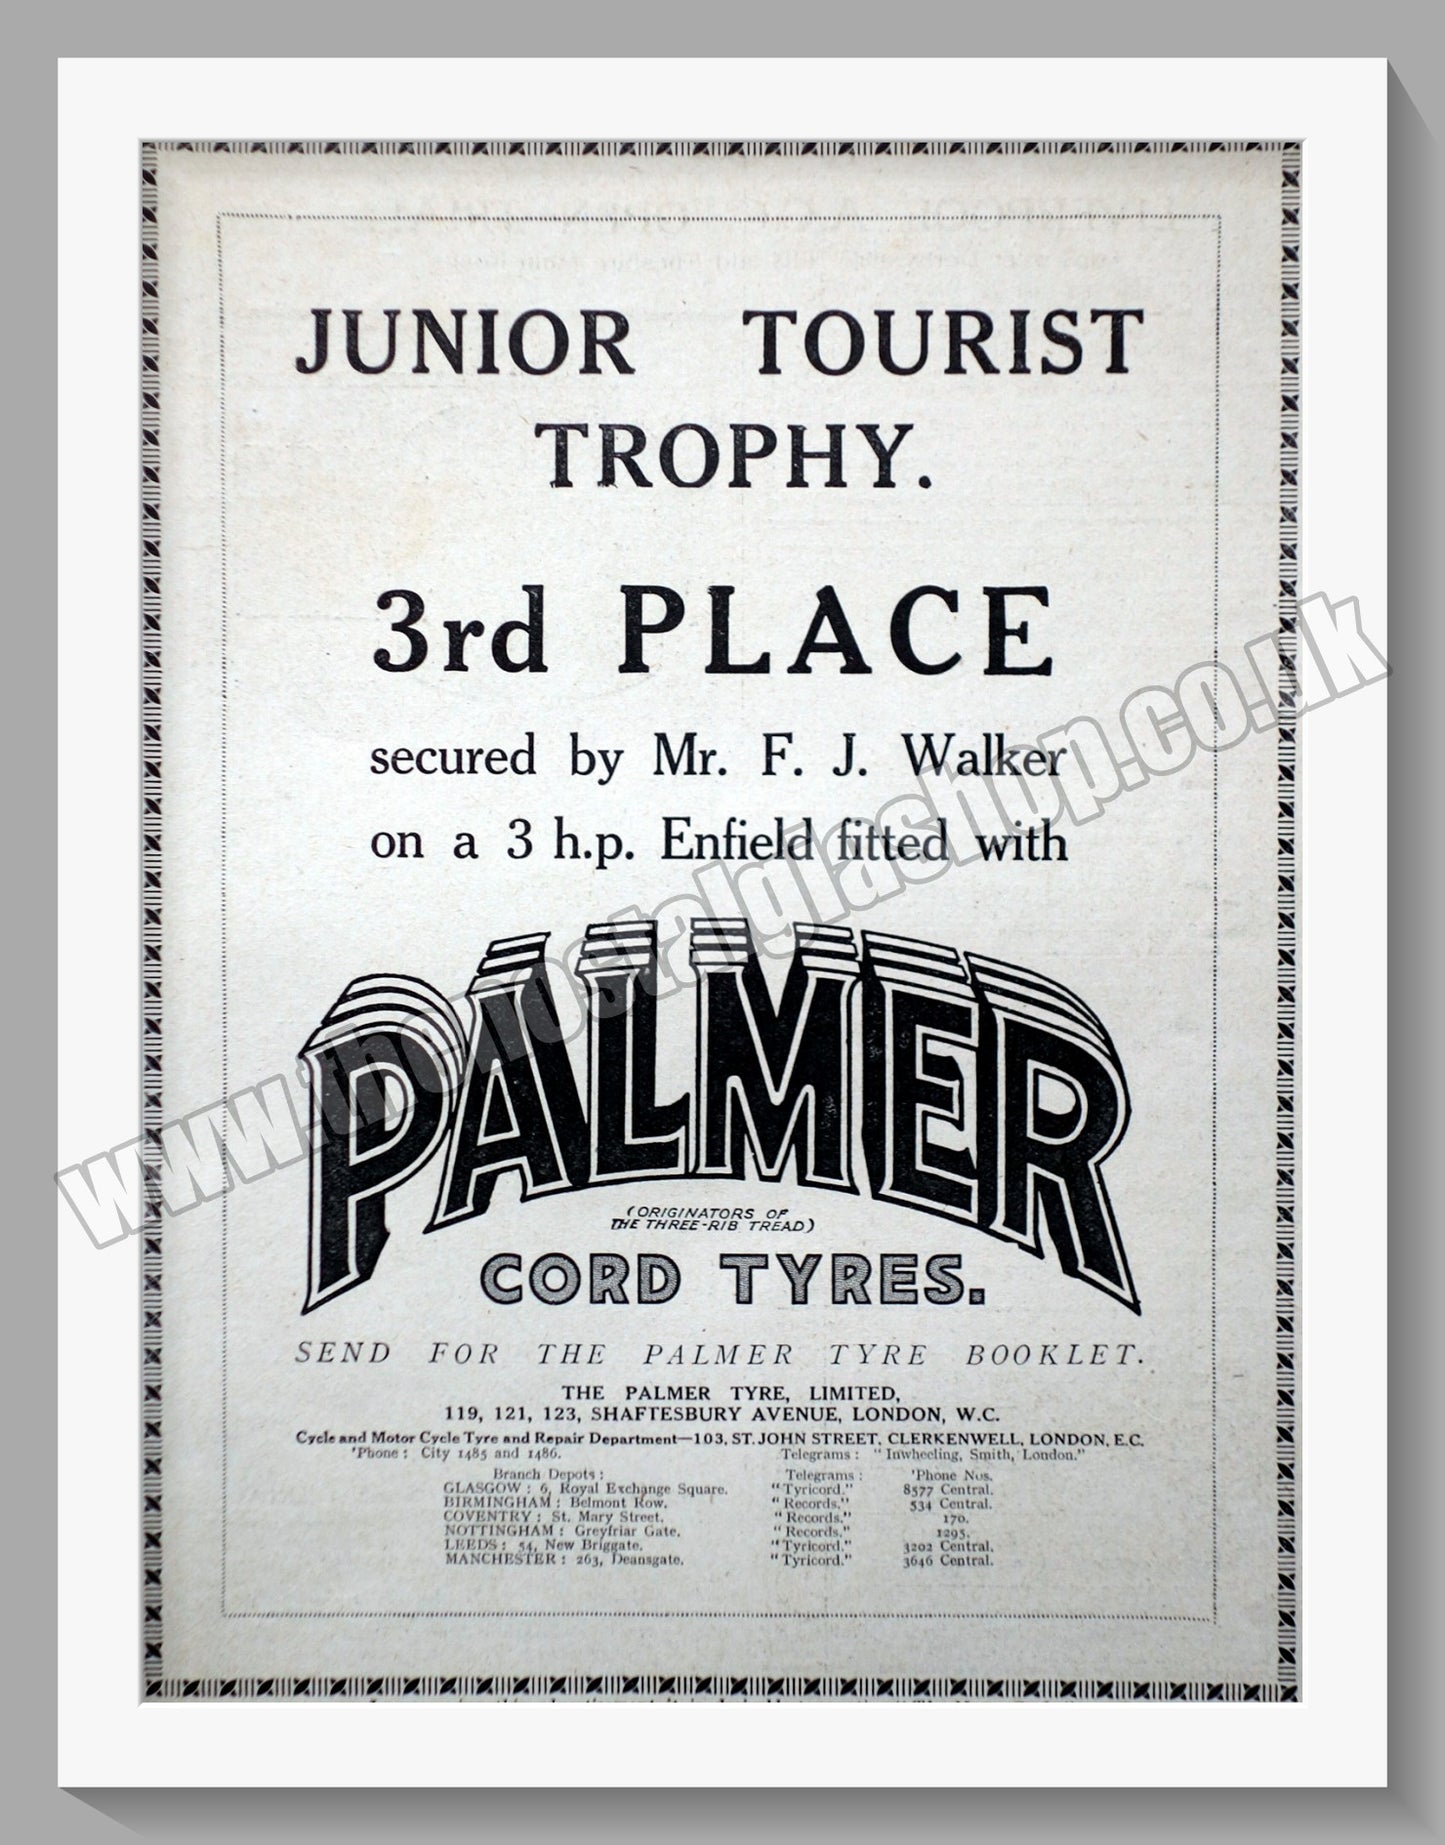 JUNIOR TOURIST
TROPHY.
3rd PLACE
secured by Mr. F. J. Walker
on a 3 h.p. Enfield fitted with
PALMER
(ORIGINATORS OF
THE THREE-RIB TREAD)
CORD TYRES.
SEND FOR THE PALMER TYRE BOOKLET.
THE PALMER TYRE, LIMITED,
119, 121, 123, SHAFTESBURY AVENUE, LONDON, W.C.
Cycle and Motor Cycle Tyre and Repair Department—103, ST. JOHN STREET, CLERKENWELL, LONDON, E.C.
'Phone: City 1485 and 1486. Telegrams: "Inwheeling, Smith, London."
Branch Depots: Telegrams: 'Phone Nos.
GLASGOW: 6, Royal Exchange Square. "Tyricord." 8577 Central.
BIRMINGHAM: Belmont Row. "Records." 534 Central.
COVENTRY: St. Mary Street. "Records." 170.
NOTTINGHAM: Greyfriar Gate. "Records." 1295.
LEEDS: 54, New Briggate. "Tyricord." 3202 Central.
MANCHESTER: 263, Deansgate. "Tyricord." 3646 Central.
www.thenostalgiashop.co.uk